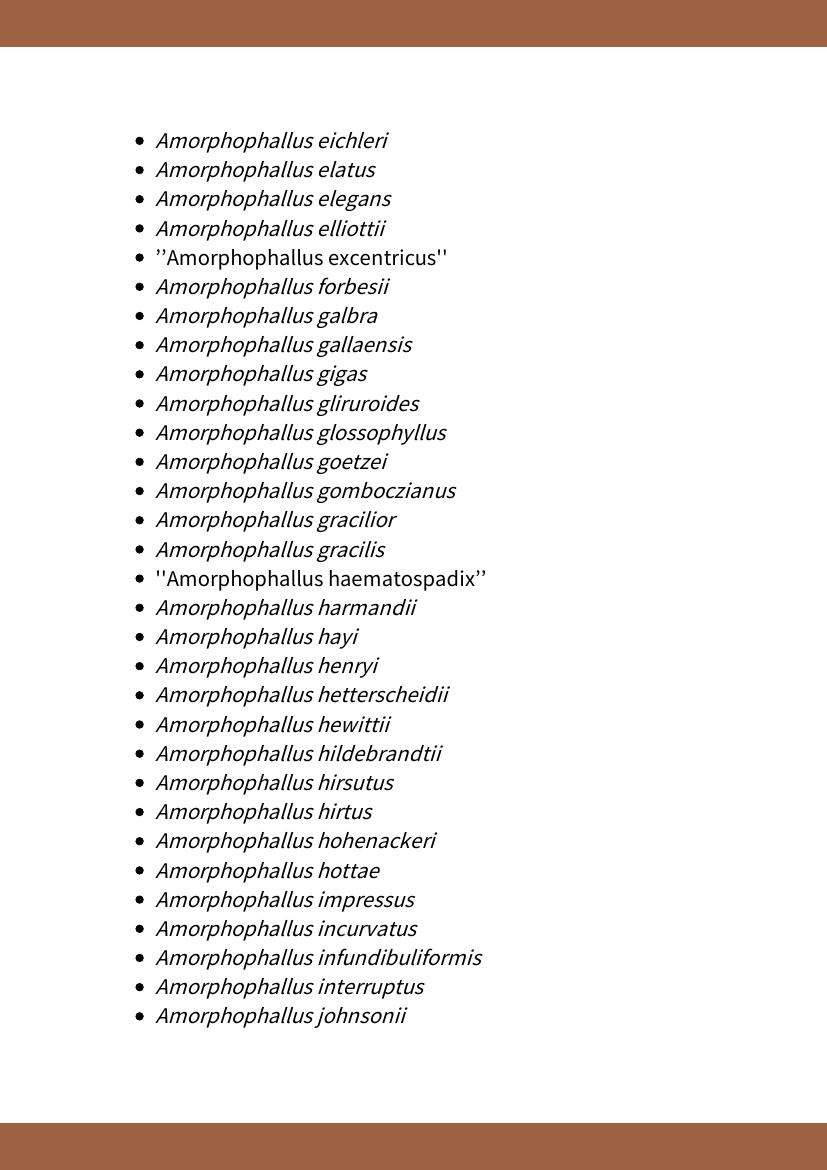 • Amorphophallus eichleri
• Amorphophallus elatus
• Amorphophallus elegans
• Amorphophallus elliottii
• ’’Amorphophallus excentricus''
• Amorphophallus forbesii
• Amorphophallus galbra
• Amorphophallus gallaensis
• Amorphophallus gigas
• Amorphophallus gliruroides
• Amorphophallus glossophyllus
• Amorphophallus goetzei
• Amorphophallus gomboczianus
• Amorphophallus gracilior
• Amorphophallus gracilis
• ''Amorphophallus haematospadix’’
• Amorphophallus harmandii
• Amorphophallus hayi
• Amorphophallus henryi
• Amorphophallus hetterscheidii
• Amorphophallus hewittii
• Amorphophallus hildebrandtii
• Amorphophallus hirsutus
• Amorphophallus hirtus
• Amorphophallus hohenackeri
• Amorphophallus hottae
• Amorphophallus impressus
• Amorphophallus incurvatus
• Amorphophallus infundibuliformis
• Amorphophallus interruptus
• Amorphophallus johnsonii